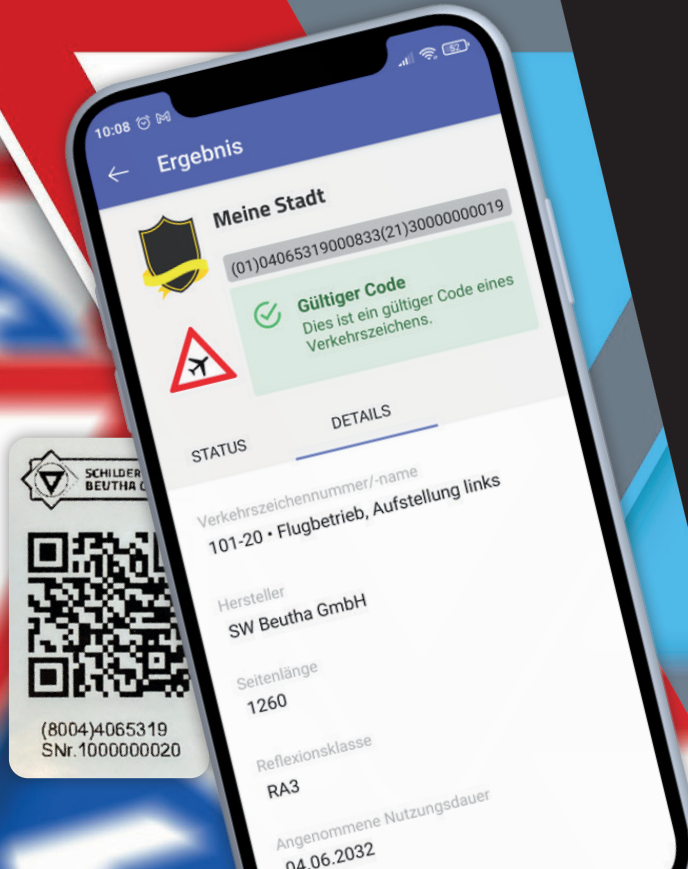 10:08
52
Ergebnis
Meine Stadt
(01)04065319000833(21)30000000019
Gültiger Code
Dies ist ein gültiger Code eines
Verkehrszeichens.
STATUS
DETAILS
Verkehrszeichennummer/-name
101-20 • Flugbetrieb, Aufstellung links
Hersteller
SW Beutha GmbH
Seitenlänge
1260
Reflexionsklasse
RA3
Angenommene Nutzungsdauer
04.06.2032
SCHILDER
BEUTHA
(8004)4065319
SNr.1000000020